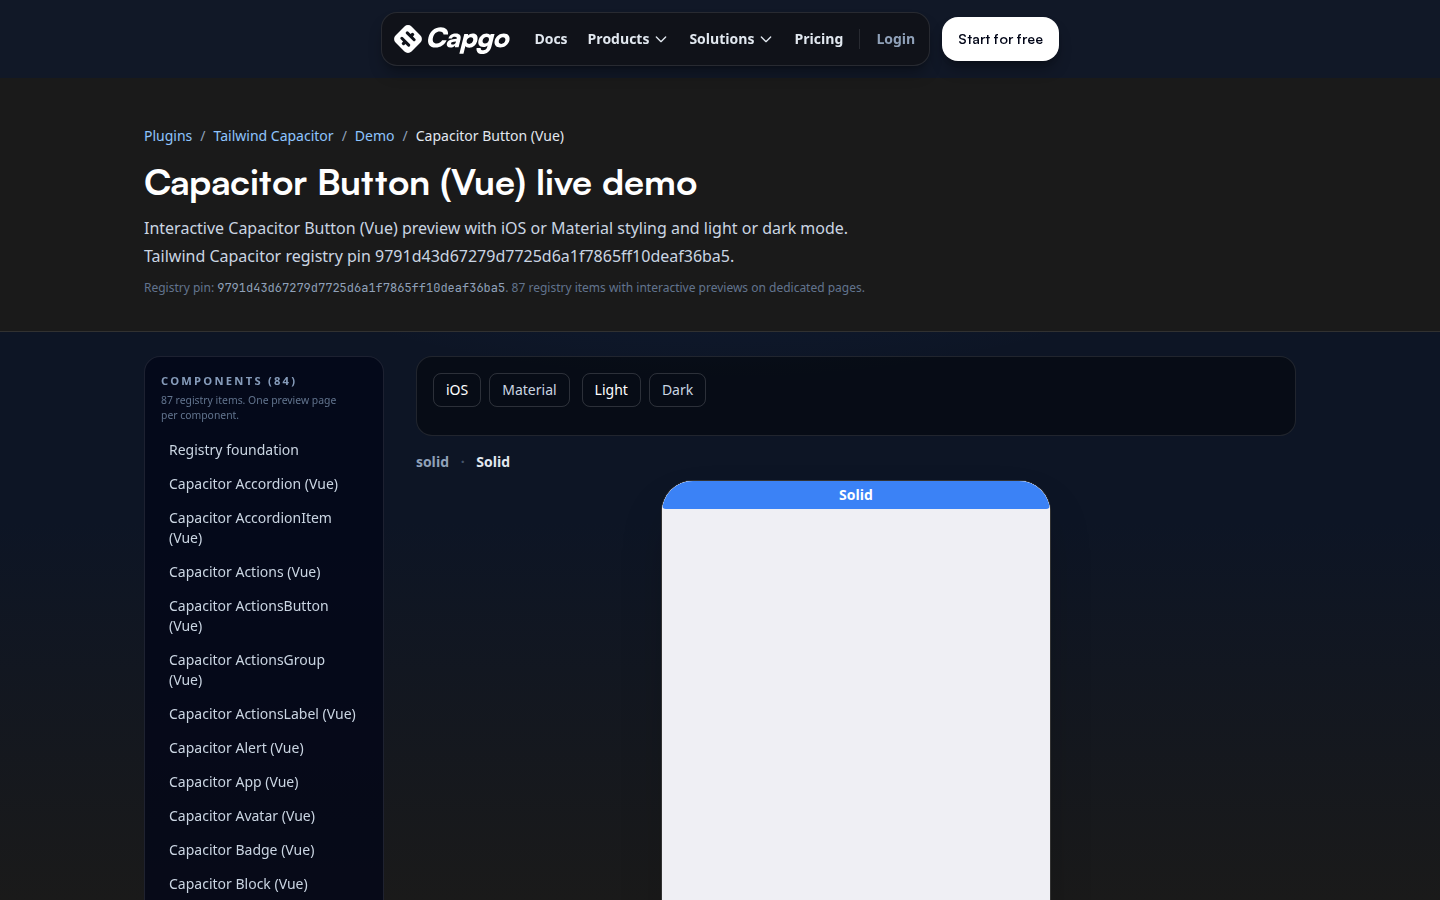 Capgo Docs Products Solutions Pricing Login Start for free
Plugins / Tailwind Capacitor / Demo / Capacitor Button (Vue)
Capacitor Button (Vue) live demo
Interactive Capacitor Button (Vue) preview with iOS or Material styling and light or dark mode.
Tailwind Capacitor registry pin 9791d43d67279d7725d6a1f7865ff10deaf36ba5.
Registry pin: 9791d43d67279d7725d6a1f7865ff10deaf36ba5. 87 registry items with interactive previews on dedicated pages.
COMPONENTS (84)
87 registry items. One preview page
per component.
Registry foundation
Capacitor Accordion (Vue)
Capacitor AccordionItem
(Vue)
Capacitor Actions (Vue)
Capacitor ActionsButton
(Vue)
Capacitor ActionsGroup
(Vue)
Capacitor ActionsLabel (Vue)
Capacitor Alert (Vue)
Capacitor App (Vue)
Capacitor Avatar (Vue)
Capacitor Badge (Vue)
Capacitor Block (Vue)
iOS Material Light Dark
solid · Solid
Solid